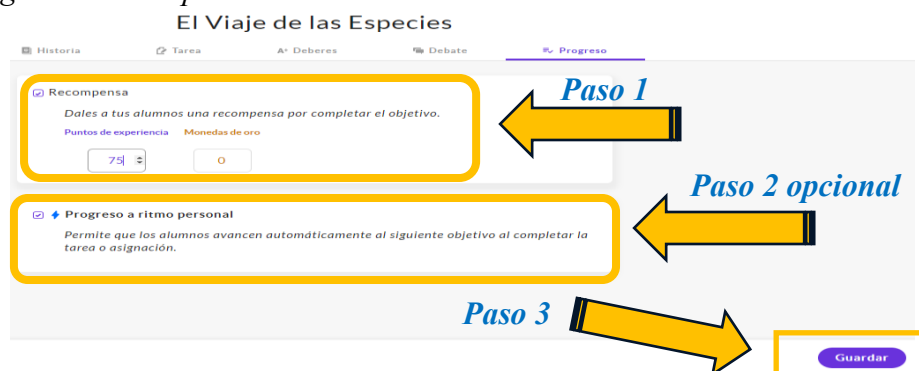 El Viaje de las Especies
Historia Tarea A+ Deberes Debate Progreso
Recompensa
Dales a tus alumnos una recompensa por completar el objetivo.
Puntos de experiencia Monedas de oro
75 0
Paso 1
Paso 2 opcional
Progreso a ritmo personal
Permite que los alumnos avancen automáticamente al siguiente objetivo al completar la
tarea o asignación.
Paso 3
Guardar